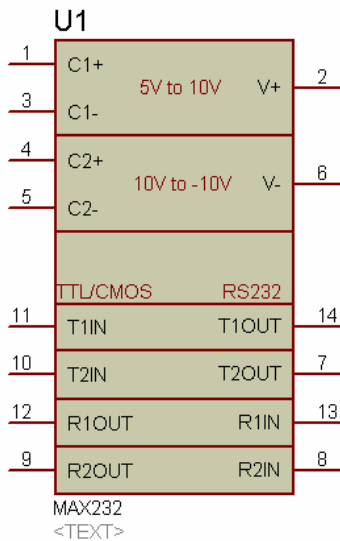 U1
1 C1+ 5V to 10V V+ 2
3 C1-
4 C2+ 10V to -10V V- 6
5 C2-
TTL/CMOS RS232
11 T1IN T1OUT 14
10 T2IN T2OUT 7
12 R1OUT R1IN 13
9 R2OUT R2IN 8
MAX232
<TEXT>